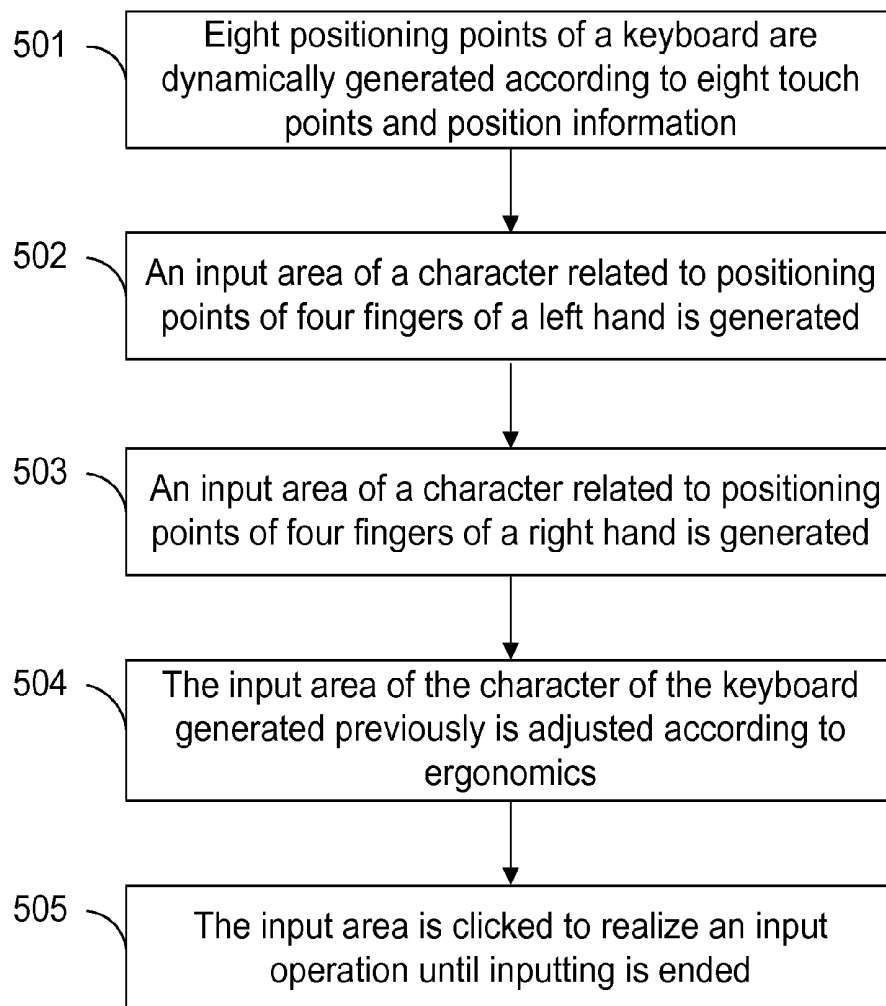 501
Eight positioning points of a keyboard are
dynamically generated according to eight touch
points and position information
502
An input area of a character related to positioning
points of four fingers of a left hand is generated
503
An input area of a character related to positioning
points of four fingers of a right hand is generated
504
The input area of the character of the keyboard
generated previously is adjusted according to
ergonomics
505
The input area is clicked to realize an input
operation until inputting is ended